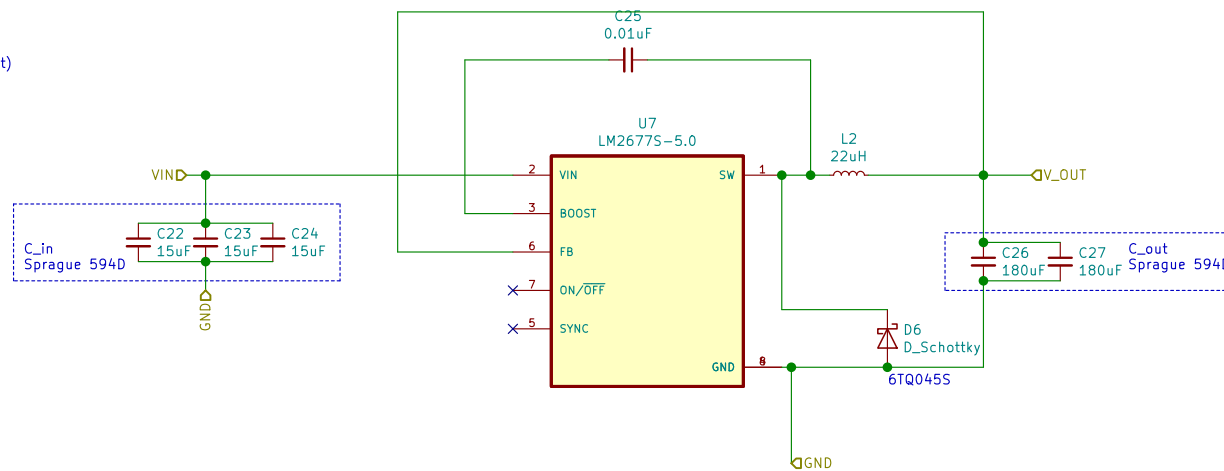 C25
0.01uF
t)
U7
LM2677S-5.0
L2
22uH
VIN
2
VIN
SW
1
V_OUT
3
BOOST
C_in
Sprague 594D
C22
15uF
C23
15uF
C24
15uF
6
FB
C26
180uF
C27
180uF
C_out
Sprague 594D
7
ON/OFF
GND
5
SYNC
D6
D_Schottky
GND
6TQ045S
GND